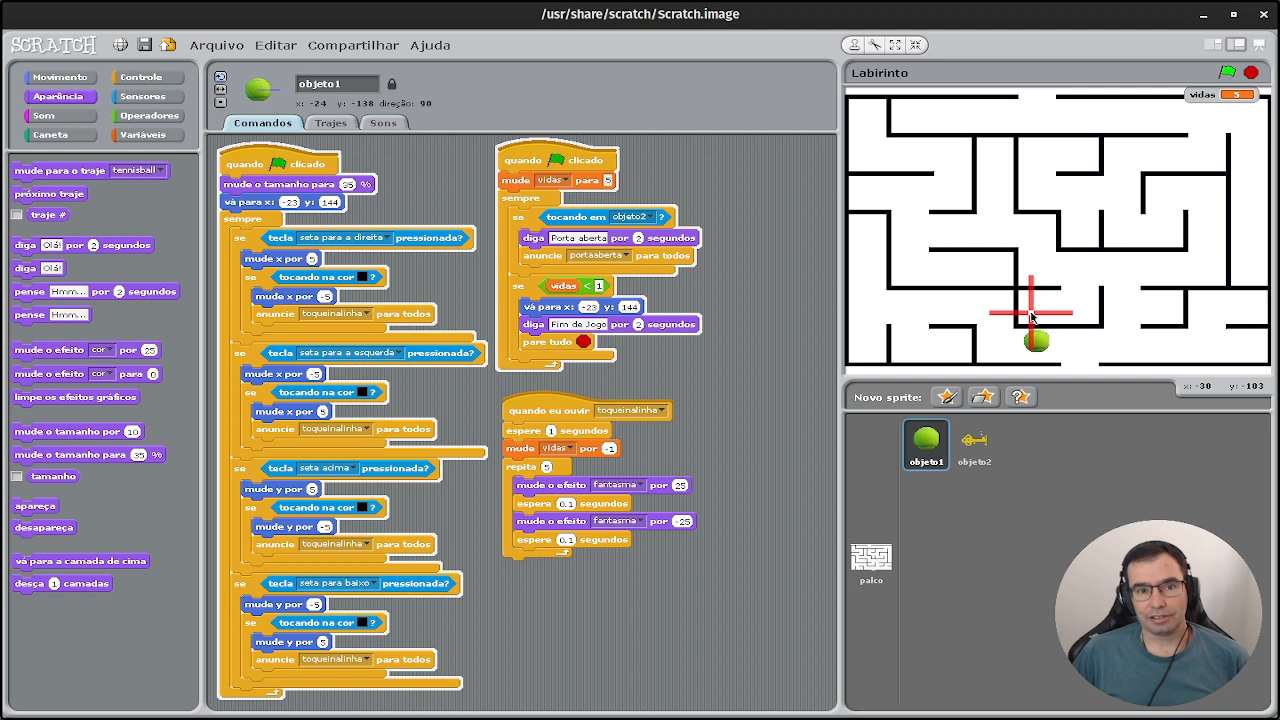 /usr/share/scratch/Scratch.image
SCRATCH Arquivo Editar Compartilhar Ajuda
Movimento Controle
Aparência Sensores
Som Operadores
Caneta Variáveis
mude para o traje tennisball
próximo traje
traje #
diga Olá! por 2 segundos
diga Olá!
pense Hmm... por 2 segundos
pense Hmm...
mude o efeito cor por 25
mude o efeito cor para 0
limpe os efeitos gráficos
mude o tamanho por 10
mude o tamanho para 35 %
tamanho
apareça
desapareça
vá para a camada de cima
desça 1 camadas
objeto1
x: -24 y: -138 direção: 90
Comandos Trajes Sons
quando clicado
mude o tamanho para 35 %
vá para x: -23 y: 144
sempre
se tecla seta para a direita pressionada?
mude x por 5
se tocando na cor ?
mude x por -5
anuncie toqueinalinha para todos
se tecla seta para a esquerda pressionada?
mude x por -5
se tocando na cor ?
mude x por 5
anuncie toqueinalinha para todos
se tecla seta acima pressionada?
mude y por 5
se tocando na cor ?
mude y por -5
anuncie toqueinalinha para todos
se tecla seta para baixo pressionada?
mude y por -5
se tocando na cor ?
mude y por 5
anuncie toqueinalinha para todos
quando clicado
mude vidas para 5
sempre
se tocando em objeto2 ?
diga Porta aberta por 2 segundos
anuncie portaaberta para todos
se vidas < 1
vá para x: -23 y: 144
diga Fim de Jogo por 2 segundos
pare tudo
quando eu ouvir toqueinalinha
espere 1 segundos
mude vidas por -1
repita 5
mude o efeito fantasma por 25
espere 0.1 segundos
mude o efeito fantasma por -25
espere 0.1 segundos
Labirinto
vidas 5
x: -30 y: -103
Novo sprite:
objeto1 objeto2
palco